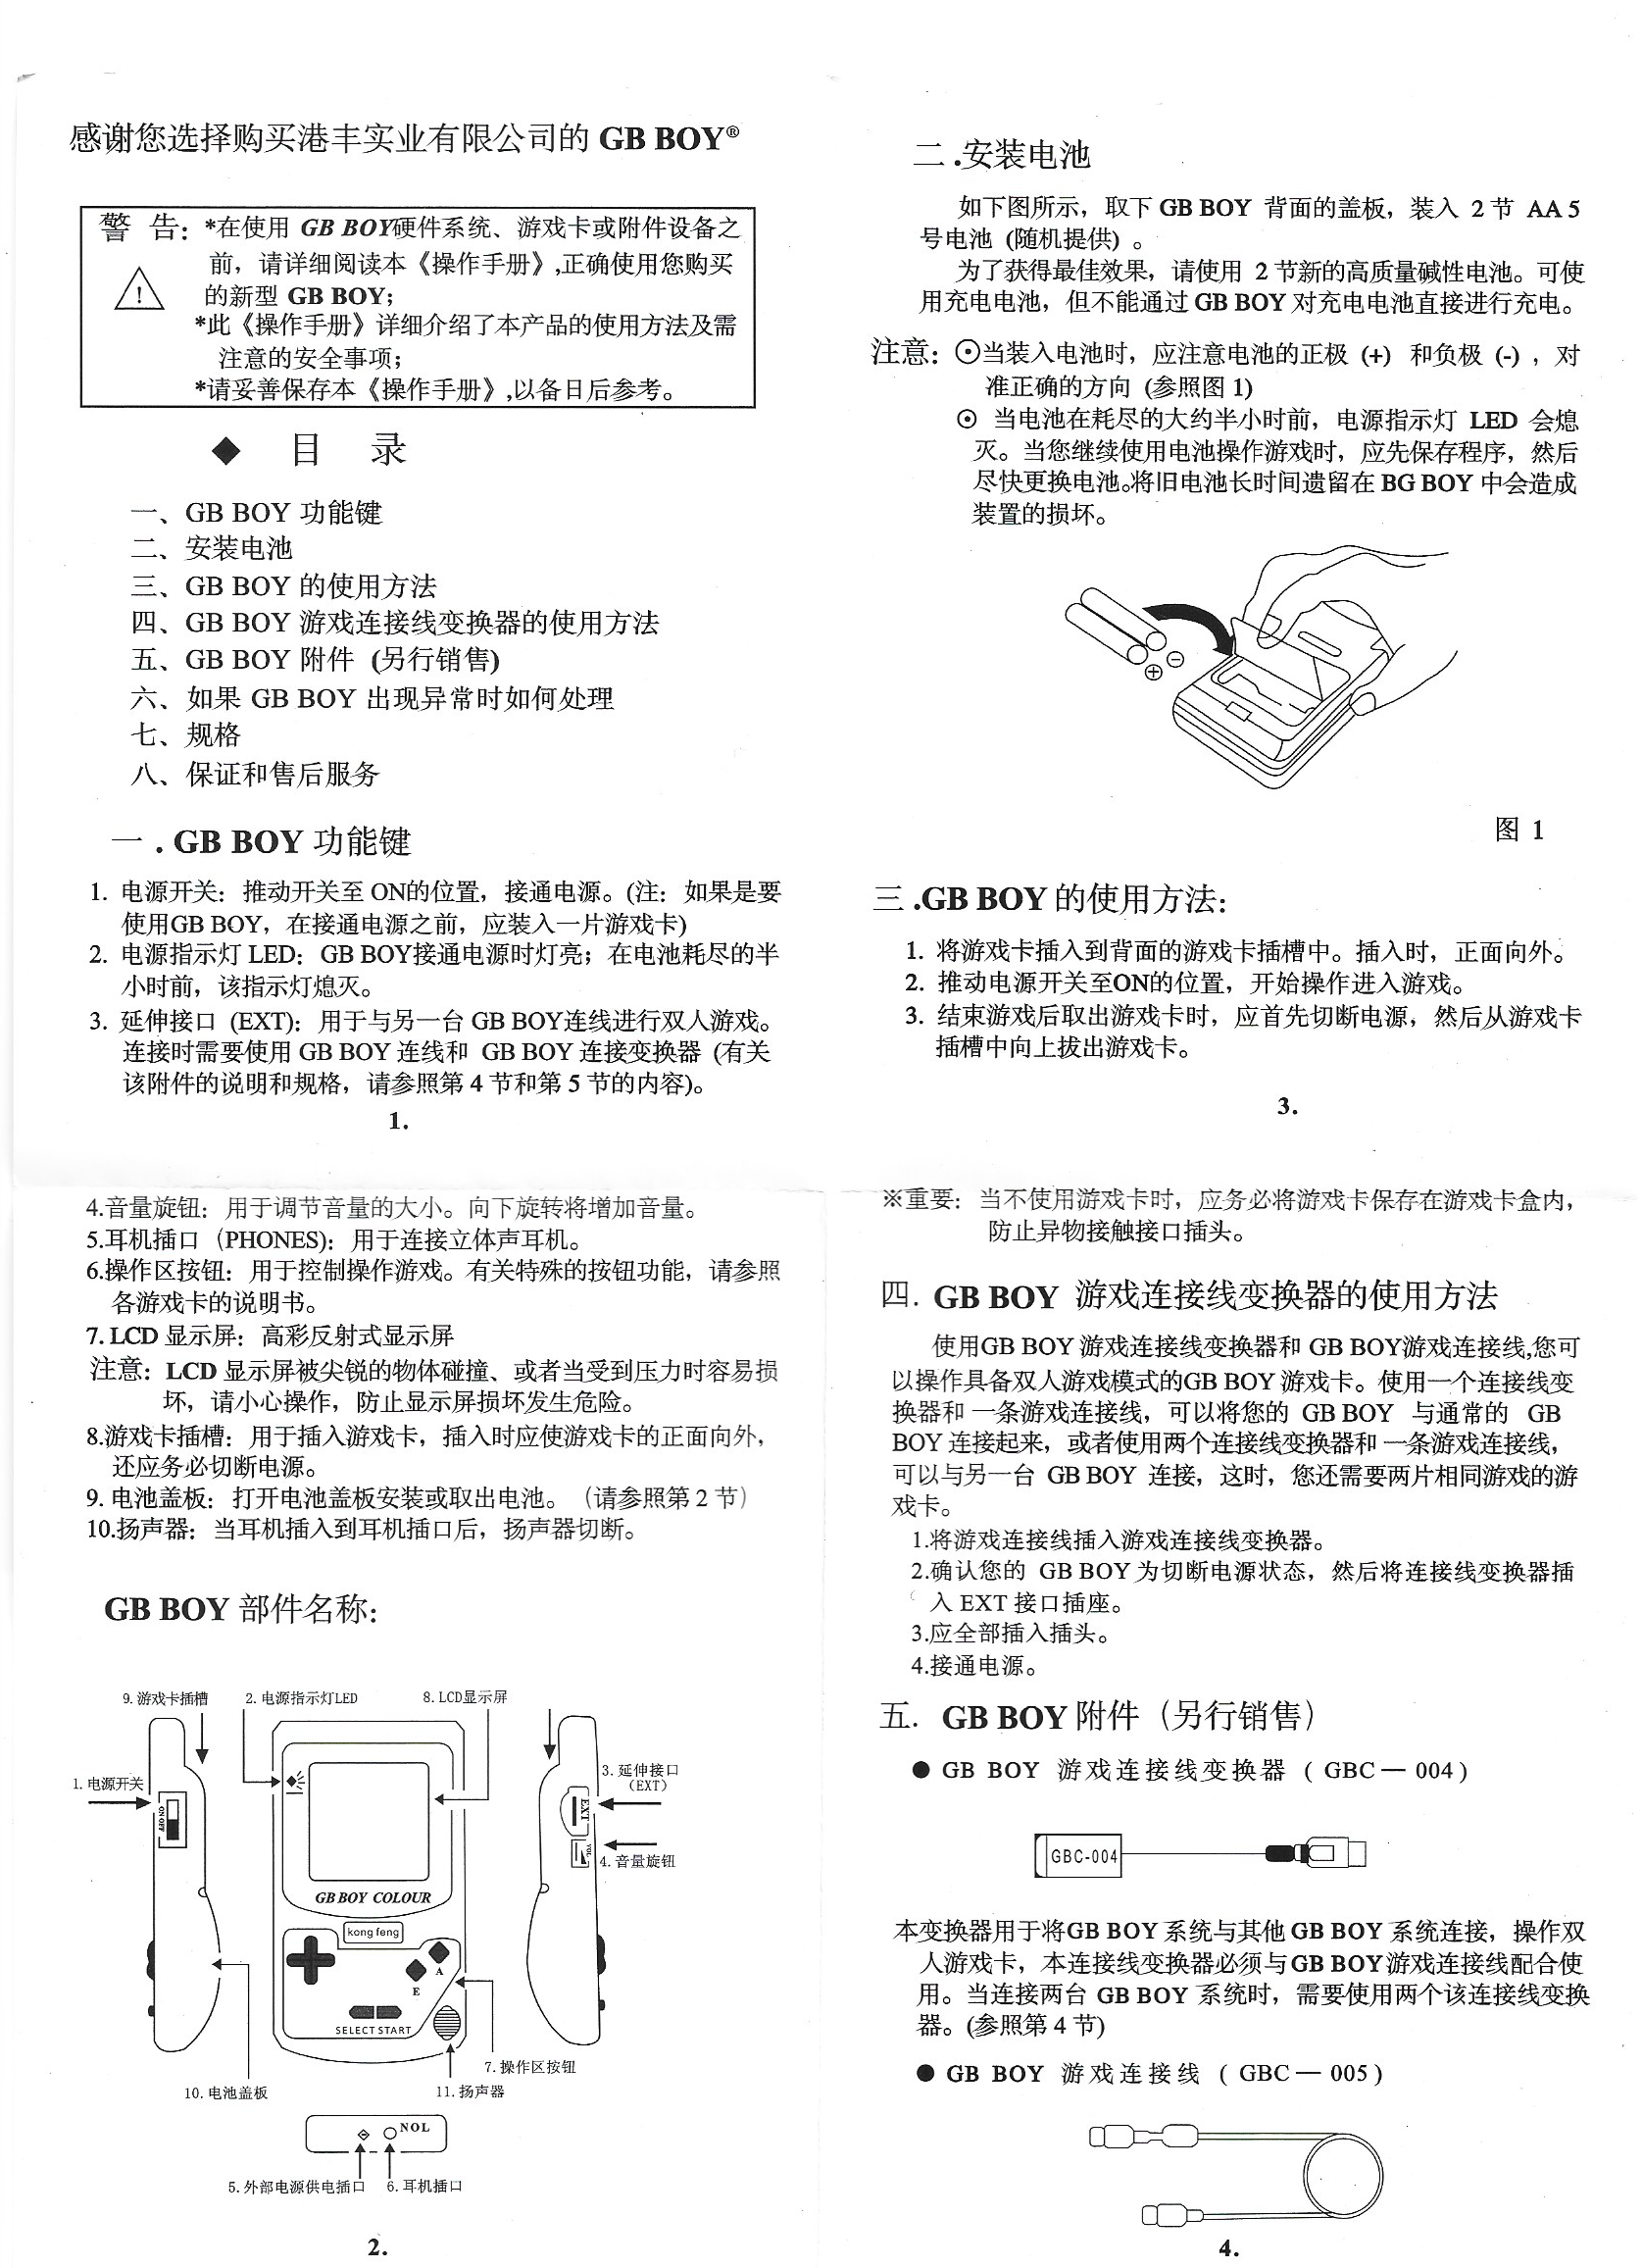 感谢您选择购买港丰实业有限公司的 GB BOY®
警 告：*在使用 GB BOY硬件系统、游戏卡或附件设备之
前，请详细阅读本《操作手册》,正确使用您购买
的新型 GB BOY；
*此《操作手册》详细介绍了本产品的使用方法及需
注意的安全事项；
*请妥善保存本《操作手册》,以备日后参考。
!
◆ 目 录
一、GB BOY 功能键
二、安装电池
三、GB BOY 的使用方法
四、GB BOY 游戏连接线变换器的使用方法
五、GB BOY 附件 (另行销售)
六、如果 GB BOY 出现异常时如何处理
七、规格
八、保证和售后服务
一 . GB BOY 功能键
1. 电源开关：推动开关至 ON的位置，接通电源。(注：如果是要
使用GB BOY，在接通电源之前，应装入一片游戏卡)
2. 电源指示灯 LED：GB BOY接通电源时灯亮；在电池耗尽的半
小时前，该指示灯熄灭。
3. 延伸接口 (EXT)：用于与另一台 GB BOY连线进行双人游戏。
连接时需要使用 GB BOY 连线和 GB BOY 连接变换器 (有关
该附件的说明和规格，请参照第 4 节和第 5 节的内容)。
1.
4.音量旋钮：用于调节音量的大小。向下旋转将增加音量。
5.耳机插口（PHONES)：用于连接立体声耳机。
6.操作区按钮：用于控制操作游戏。有关特殊的按钮功能，请参照
各游戏卡的说明书。
7. LCD 显示屏：高彩反射式显示屏
注意：LCD 显示屏被尖锐的物体碰撞、或者当受到压力时容易损
坏，请小心操作，防止显示屏损坏发生危险。
8.游戏卡插槽：用于插入游戏卡，插入时应使游戏卡的正面向外，
还应务必切断电源。
9. 电池盖板：打开电池盖板安装或取出电池。（请参照第 2 节）
10.扬声器：当耳机插入到耳机插口后，扬声器切断。
GB BOY 部件名称：
9. 游戏卡插槽
2. 电源指示灯LED
8. LCD显示屏
1. 电源开关
ON OFF
3. 延伸接口
（EXT）
EXT
VOL
4. 音量旋钮
GB BOY COLOUR
kong feng
A
E
SELECT START
7. 操作区按钮
10. 电池盖板
11. 扬声器
NOL
5. 外部电源供电插口
6. 耳机插口
2.
二 .安装电池
如下图所示，取下 GB BOY 背面的盖板，装入 2 节 AA 5
号电池 (随机提供) 。
为了获得最佳效果，请使用 2 节新的高质量碱性电池。可使
用充电电池，但不能通过 GB BOY 对充电电池直接进行充电。
注意：⊙当装入电池时，应注意电池的正极 (+) 和负极 (-) ，对
准正确的方向 (参照图 1)
⊙ 当电池在耗尽的大约半小时前，电源指示灯 LED 会熄
灭。当您继续使用电池操作游戏时，应先保存程序，然后
尽快更换电池。将旧电池长时间遗留在 BG BOY 中会造成
装置的损坏。
图 1
三 .GB BOY 的使用方法：
1. 将游戏卡插入到背面的游戏卡插槽中。插入时，正面向外。
2. 推动电源开关至ON的位置，开始操作进入游戏。
3. 结束游戏后取出游戏卡时，应首先切断电源，然后从游戏卡
插槽中向上拔出游戏卡。
3.
※重要：当不使用游戏卡时，应务必将游戏卡保存在游戏卡盒内，
防止异物接触接口插头。
四. GB BOY 游戏连接线变换器的使用方法
使用GB BOY 游戏连接线变换器和 GB BOY游戏连接线,您可
以操作具备双人游戏模式的GB BOY 游戏卡。使用一个连接线变
换器和 一条游戏连接线，可以将您的 GB BOY 与通常的 GB
BOY 连接起来，或者使用两个连接线变换器和 一条游戏连接线，
可以与另一台 GB BOY 连接，这时，您还需要两片相同游戏的游
戏卡。
1.将游戏连接线插入游戏连接线变换器。
2.确认您的 GB BOY 为切断电源状态，然后将连接线变换器插
入 EXT 接口插座。
3.应全部插入插头。
4.接通电源。
五. GB BOY 附件（另行销售）
● GB BOY 游戏连接线变换器 ( GBC — 004 )
GBC-004
本变换器用于将GB BOY 系统与其他 GB BOY 系统连接，操作双
人游戏卡，本连接线变换器必须与GB BOY游戏连接线配合使
用。当连接两台 GB BOY 系统时，需要使用两个该连接线变换
器。(参照第 4 节)
● GB BOY 游戏连接线 ( GBC — 005 )
4.